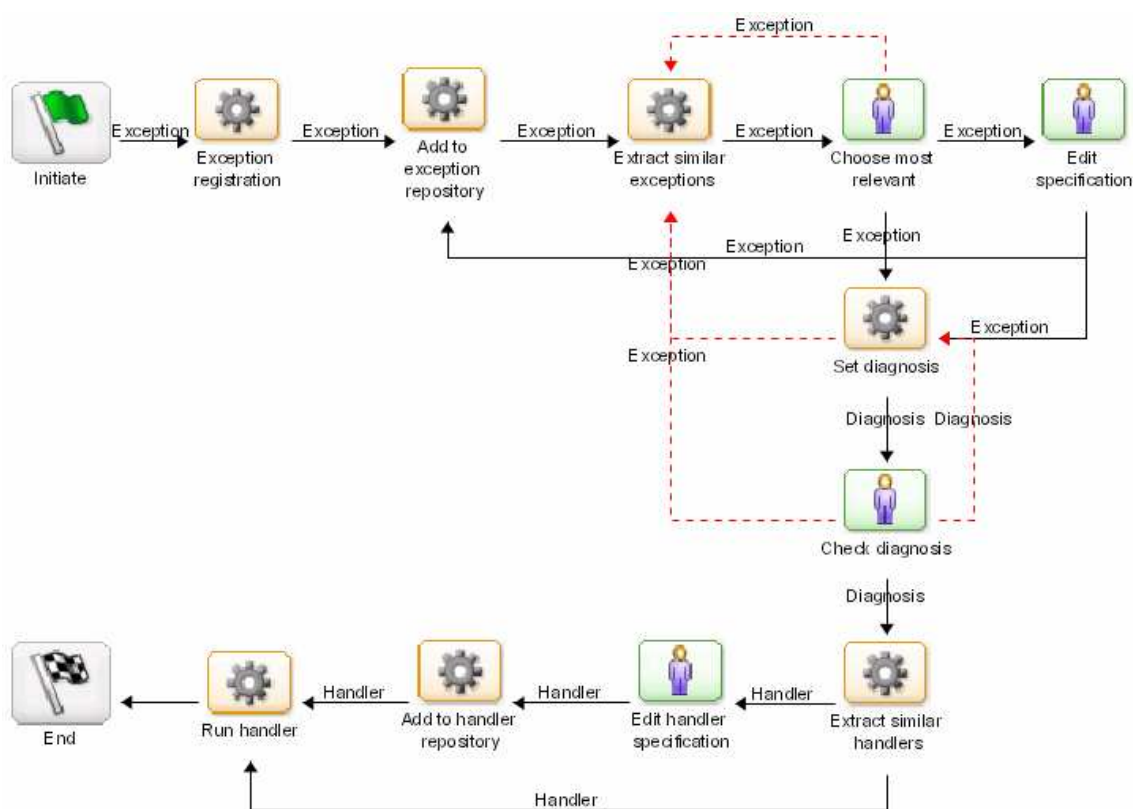 Exception
Exception
Exception
Exception
Exception
Exception
Initiate
Exception
registration
Add to
exception repository
Extract similar
exceptions
Choose most
relevant
Edit
specification
Exception
Exception
Exception
Exception
Exception
Set diagnosis
Diagnosis
Diagnosis
Check diagnosis
Diagnosis
Handler
Handler
Handler
End
Run handler
Add to handler
repository
Edit handler
specification
Extract similar
handlers
Handler